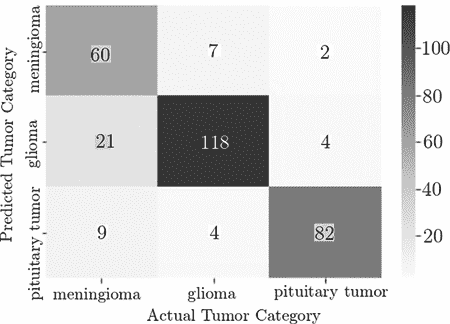 Predicted Tumor Category
meningioma
glioma
pituitary tumor
60 7 2
21 118 4
9 4 82
meningioma glioma pituitary tumor
Actual Tumor Category
100
80
60
40
20